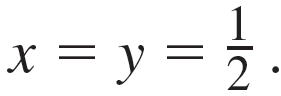 x = y = 1/2 .